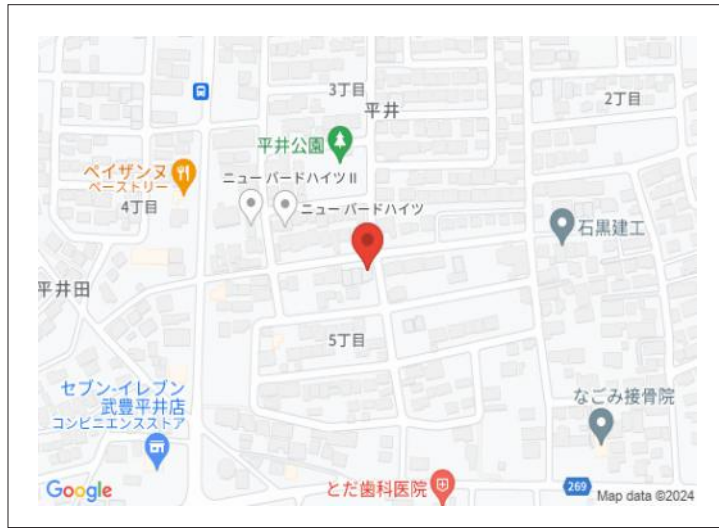 3丁目
平井
2丁目
平井公園
ペイザンヌ
ペーストリー
ニューバードハイツ II
4丁目
ニューバードハイツ
石黒建工
平井田
5丁目
セブン-イレブン
武豊平井店
コンビニエンスストア
なごみ接骨院
とだ歯科医院
269
Google
Map data ©2024